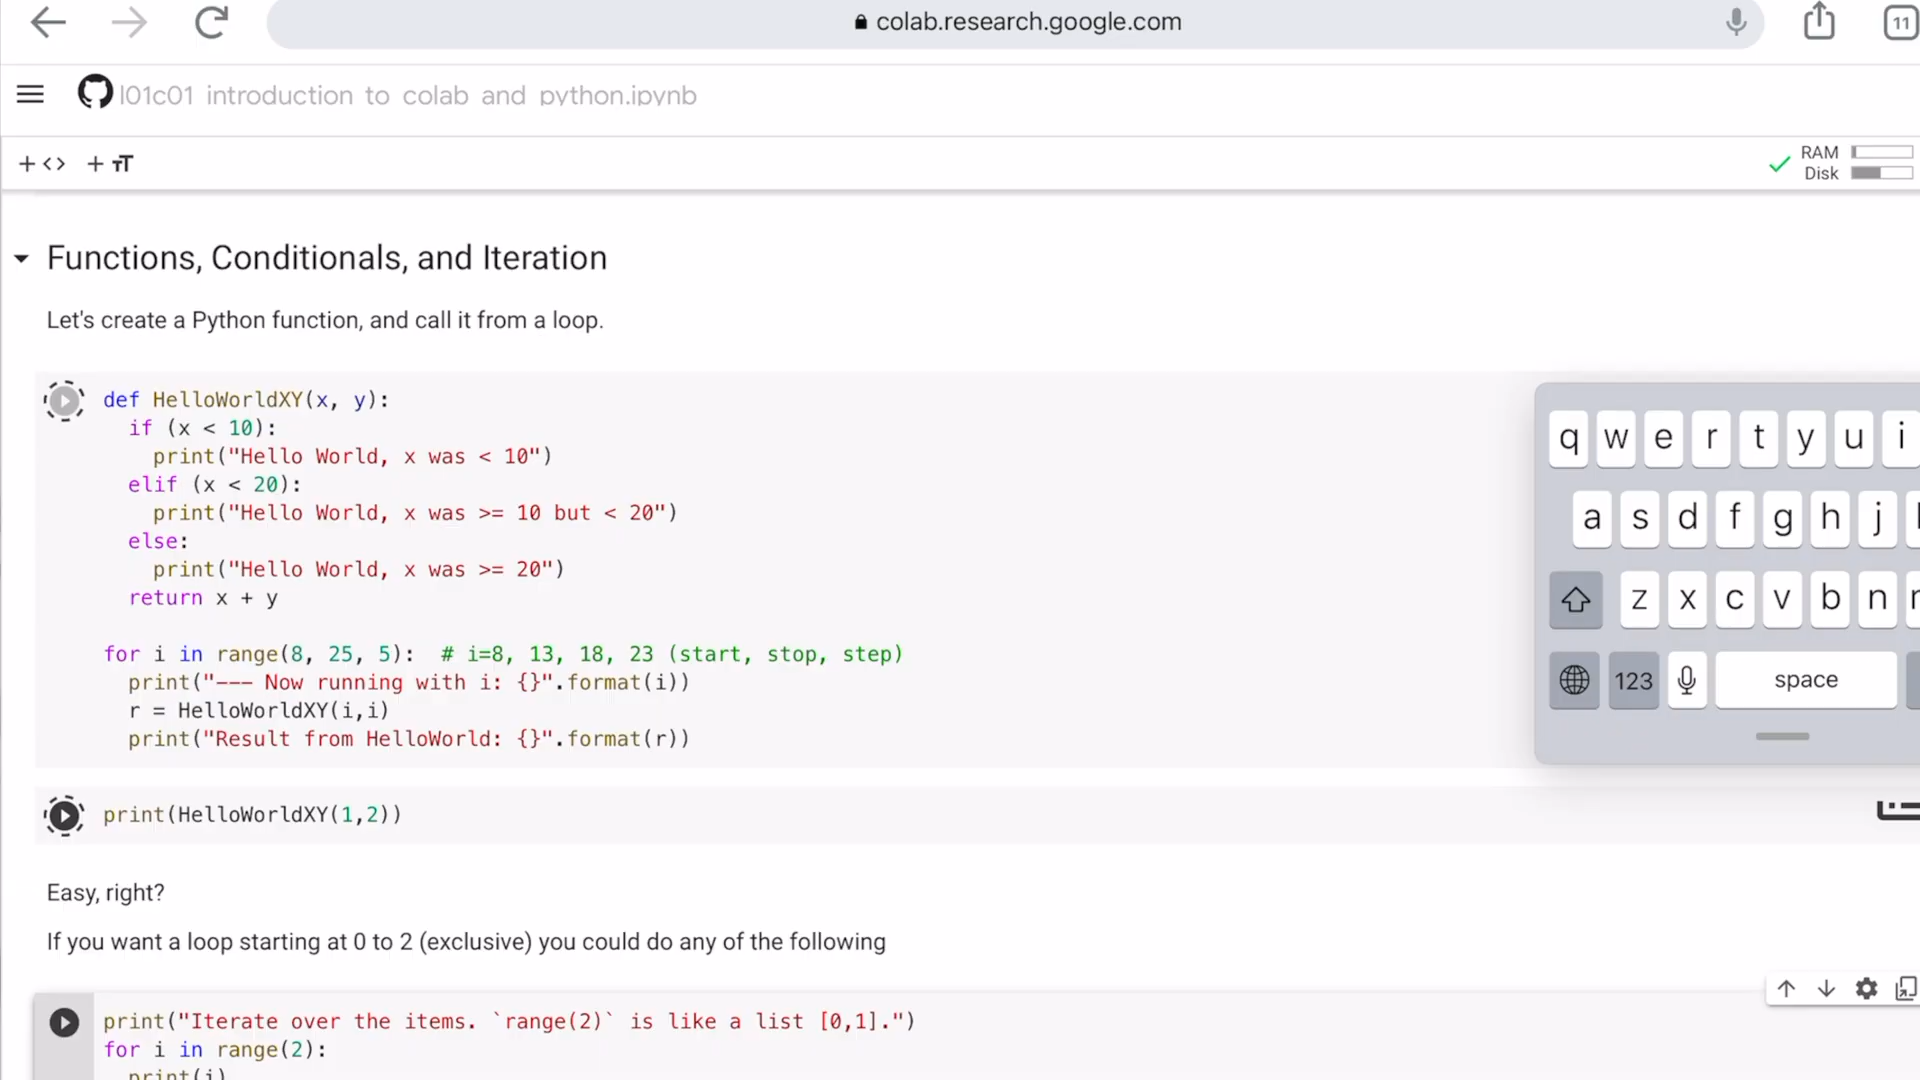 colab.research.google.com
11
l01c01 introduction to colab and python.ipynb
+ <> + TT
RAM
Disk
Functions, Conditionals, and Iteration
Let's create a Python function, and call it from a loop.
def HelloWorldXY(x, y):
  if (x < 10):
    print("Hello World, x was < 10")
  elif (x < 20):
    print("Hello World, x was >= 10 but < 20")
  else:
    print("Hello World, x was >= 20")
  return x + y
for i in range(8, 25, 5):  # i=8, 13, 18, 23 (start, stop, step)
  print("--- Now running with i: {}".format(i))
  r = HelloWorldXY(i,i)
  print("Result from HelloWorld: {}".format(r))
q w e r t y u i
a s d f g h j
z x c v b n
123 space
print(HelloWorldXY(1,2))
Easy, right?
If you want a loop starting at 0 to 2 (exclusive) you could do any of the following
print("Iterate over the items. `range(2)` is like a list [0,1].")
for i in range(2):
  print(i)